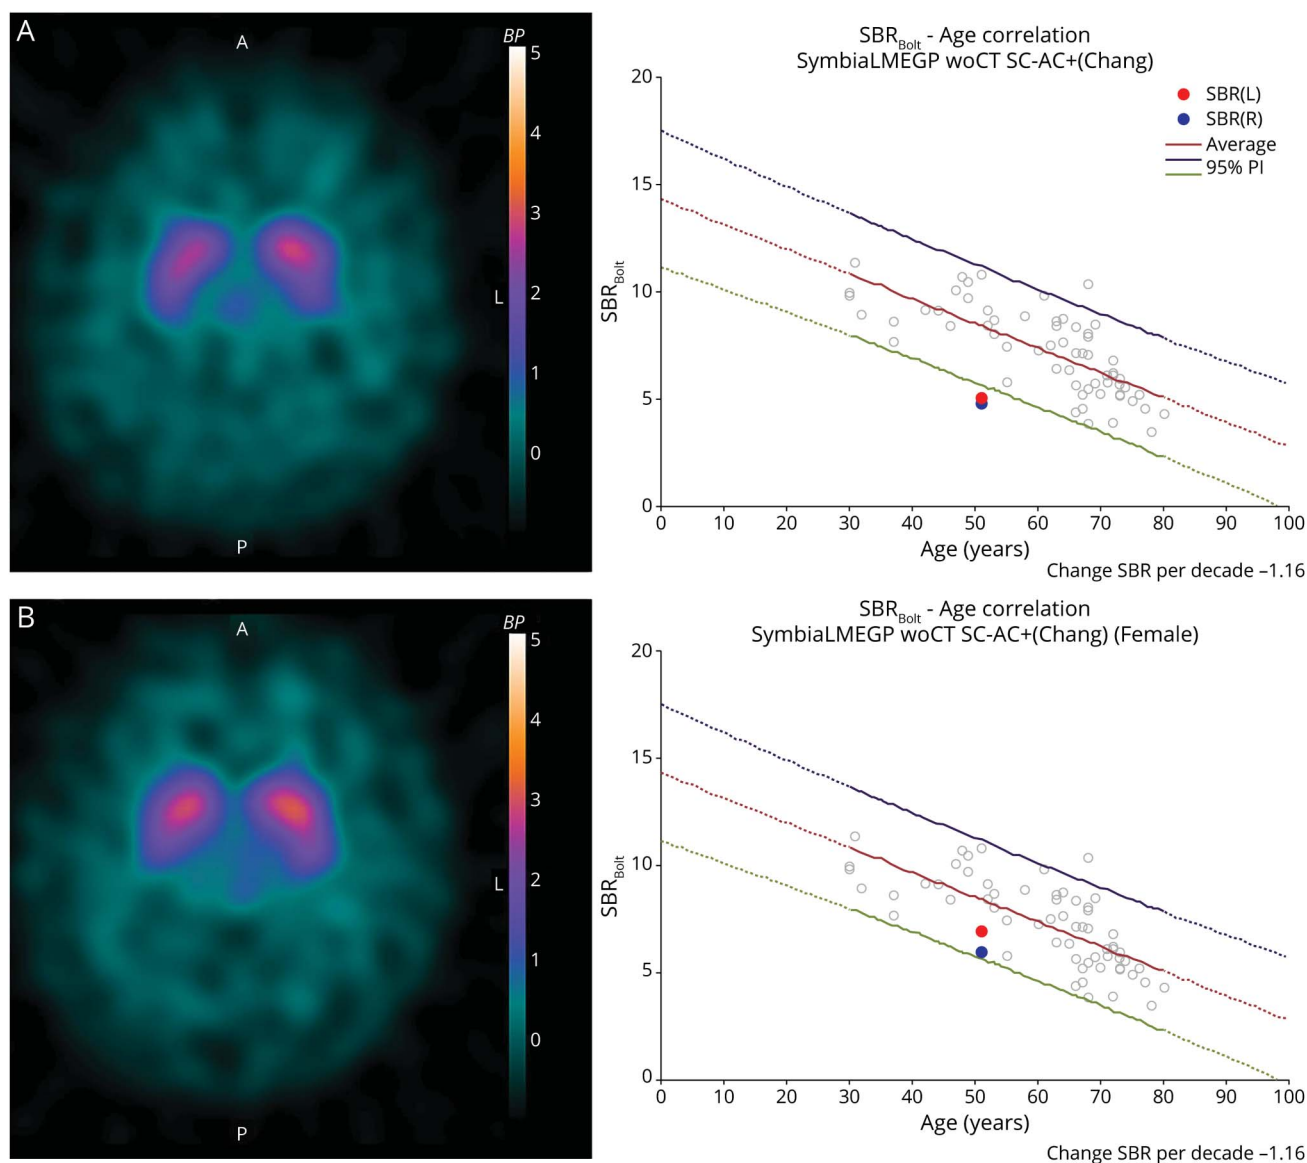 A
A
BP
5
4
3
2
1
0
L
P
SBRBolt - Age correlation
SymbiaLMEGP woCT SC-AC+(Chang)
SBR(L)
SBR(R)
Average
95% PI
20
15
10
5
0
SBRBolt
0 10 20 30 40 50 60 70 80 90 100
Age (years)
Change SBR per decade –1.16
B
A
BP
5
4
3
2
1
0
L
P
SBRBolt - Age correlation
SymbiaLMEGP woCT SC-AC+(Chang) (Female)
20
15
10
5
0
SBRBolt
0 10 20 30 40 50 60 70 80 90 100
Age (years)
Change SBR per decade –1.16